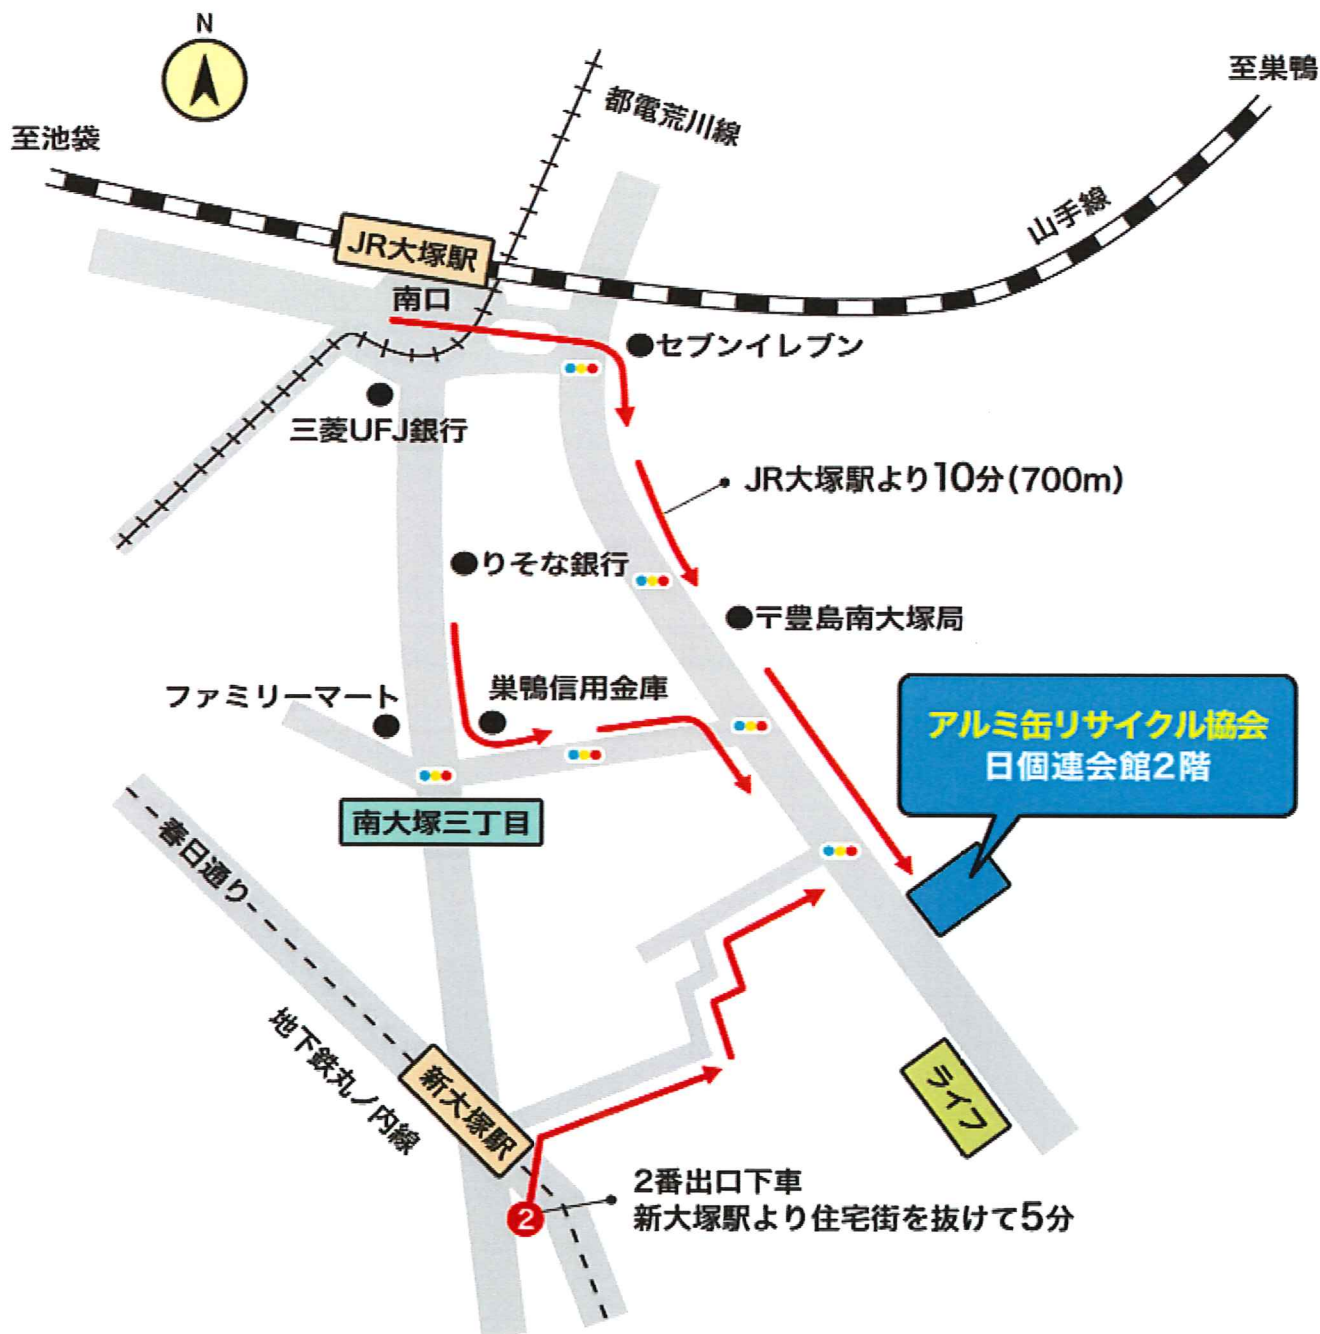 N
至巣鴨
都電荒川線
至池袋
山手線
JR大塚駅
南口
セブンイレブン
三菱UFJ銀行
JR大塚駅より10分(700m)
りそな銀行
〒豊島南大塚局
巣鴨信用金庫
ファミリーマート
アルミ缶リサイクル協会
日個連会館2階
南大塚三丁目
春日通り
地下鉄丸ノ内線
新大塚駅
ライフ
2番出口下車
新大塚駅より住宅街を抜けて5分
2